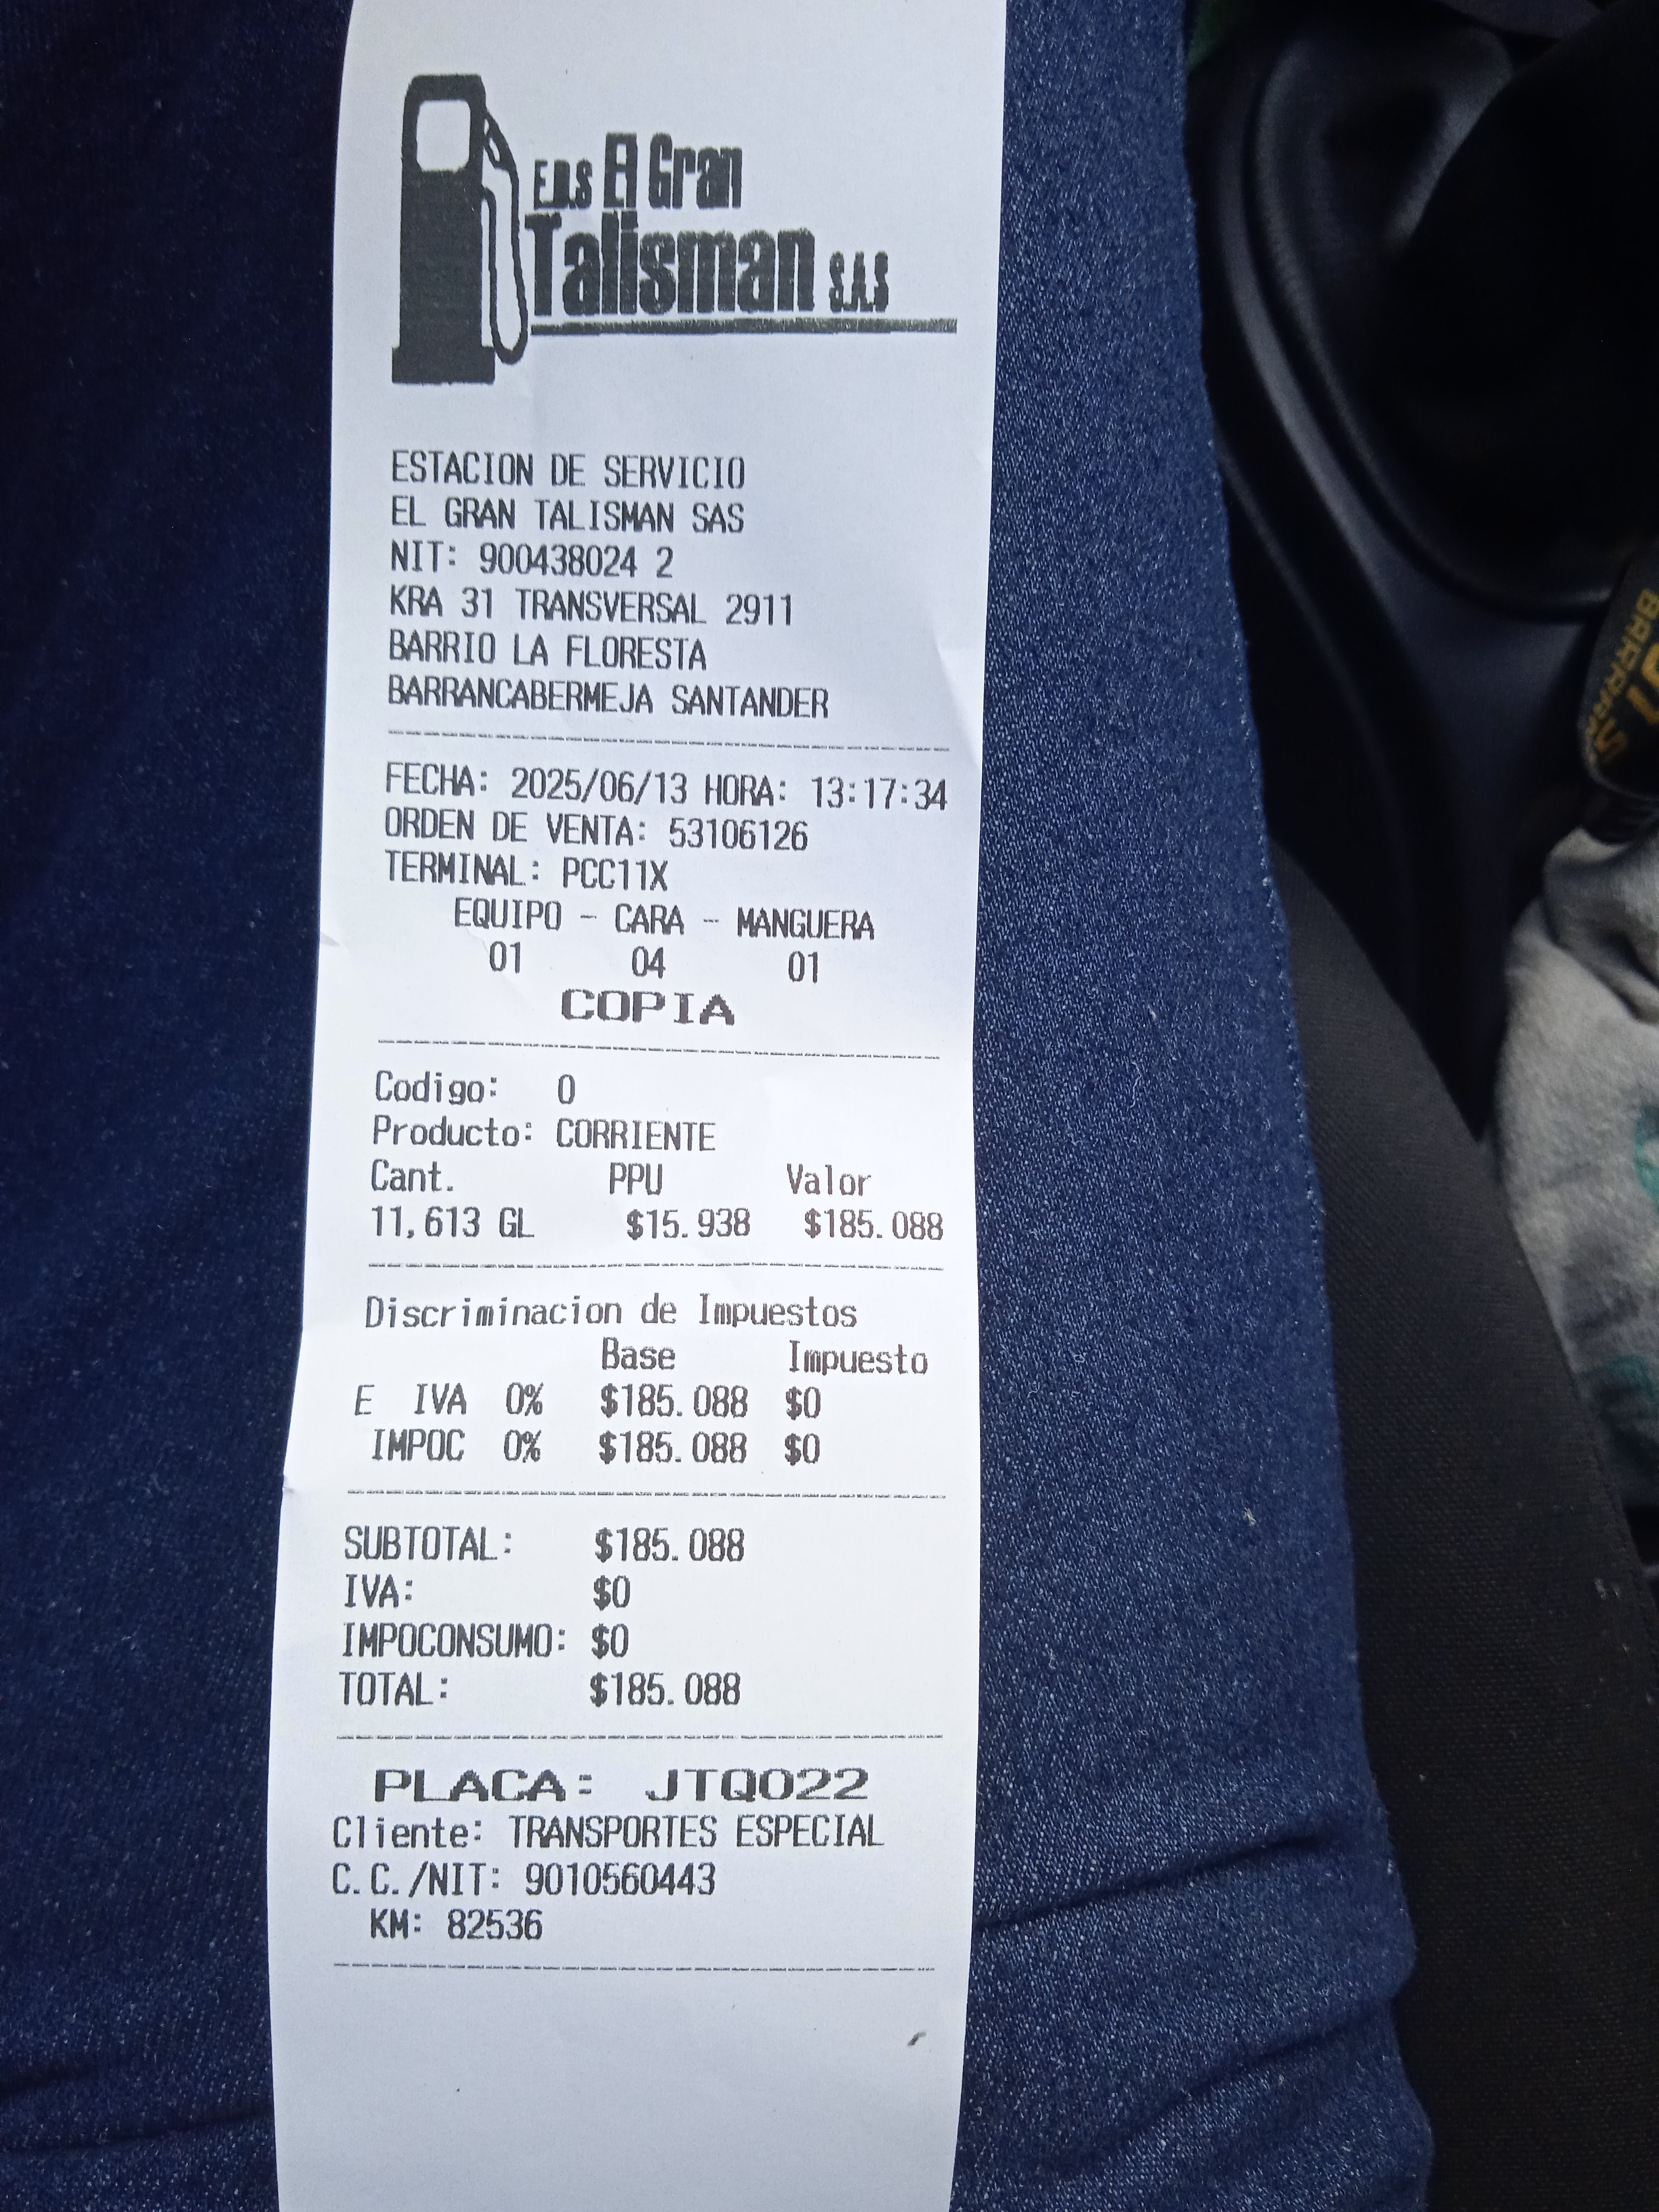 E.D.S El Gran
Talisman S.A.S
ESTACION DE SERVICIO
EL GRAN TALISMAN SAS
NIT: 900438024 2
KRA 31 TRANSVERSAL 2911
BARRIO LA FLORESTA
BARRANCABERMEJA SANTANDER
FECHA: 2025/06/13 HORA: 13:17:34
ORDEN DE VENTA: 53106126
TERMINAL: PCC11X
EQUIPO - CARA - MANGUERA
01 04 01
COPIA
Codigo: 0
Producto: CORRIENTE
Cant. PPU Valor
11,613 GL $15.938 $185.088
Discriminacion de Impuestos
Base Impuesto
E IVA 0% $185.088 $0
IMPOC 0% $185.088 $0
SUBTOTAL: $185.088
IVA: $0
IMPOCONSUMO: $0
TOTAL: $185.088
PLACA: JTQ022
Cliente: TRANSPORTES ESPECIAL
C.C./NIT: 9010560443
KM: 82536